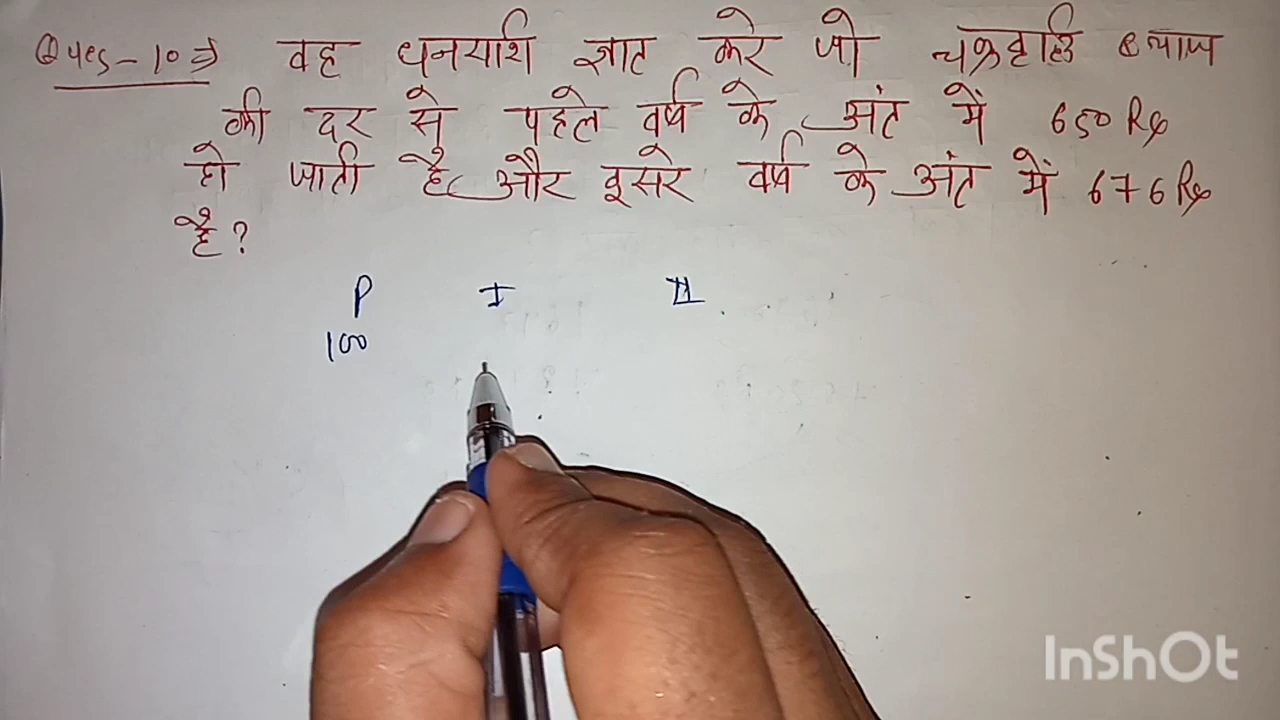 Ques-10⇒ वह धनराशि ज्ञात करे जो चक्रवृद्धि ब्याज
की दर से पहले वर्ष के अंत में 650 Rs
हो जाती है और दुसरे वर्ष के अंत में 676 Rs
है ?
P I II
100
InShOt